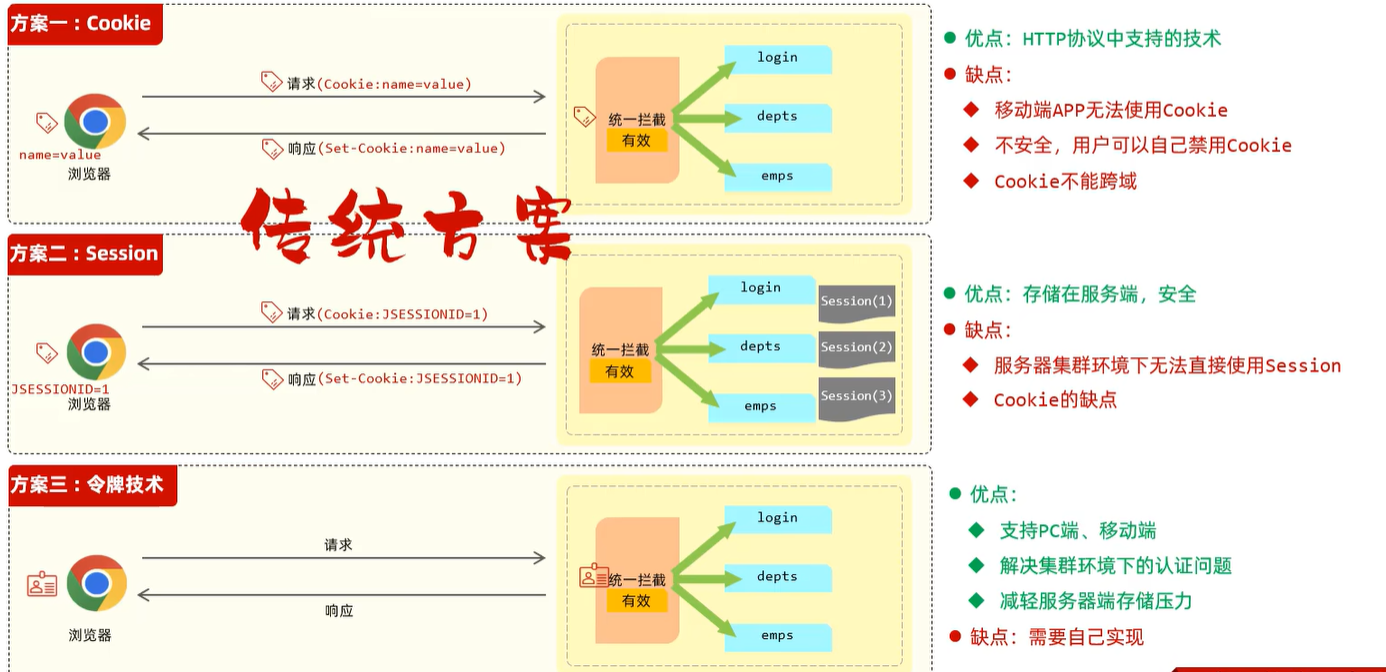 方案一：Cookie
请求(Cookie:name=value)
响应(Set-Cookie:name=value)
name=value
浏览器
统一拦截
有效
login
depts
emps
优点：HTTP协议中支持的技术
缺点：
移动端APP无法使用Cookie
不安全，用户可以自己禁用Cookie
Cookie不能跨域
传统方案
方案二：Session
请求(Cookie:JSESSIONID=1)
响应(Set-Cookie:JSESSIONID=1)
JSESSIONID=1
浏览器
统一拦截
有效
login
Session(1)
depts
Session(2)
emps
Session(3)
优点：存储在服务端，安全
缺点：
服务器集群环境下无法直接使用Session
Cookie的缺点
方案三：令牌技术
请求
响应
浏览器
统一拦截
有效
login
depts
emps
优点：
支持PC端、移动端
解决集群环境下的认证问题
减轻服务器端存储压力
缺点：需要自己实现